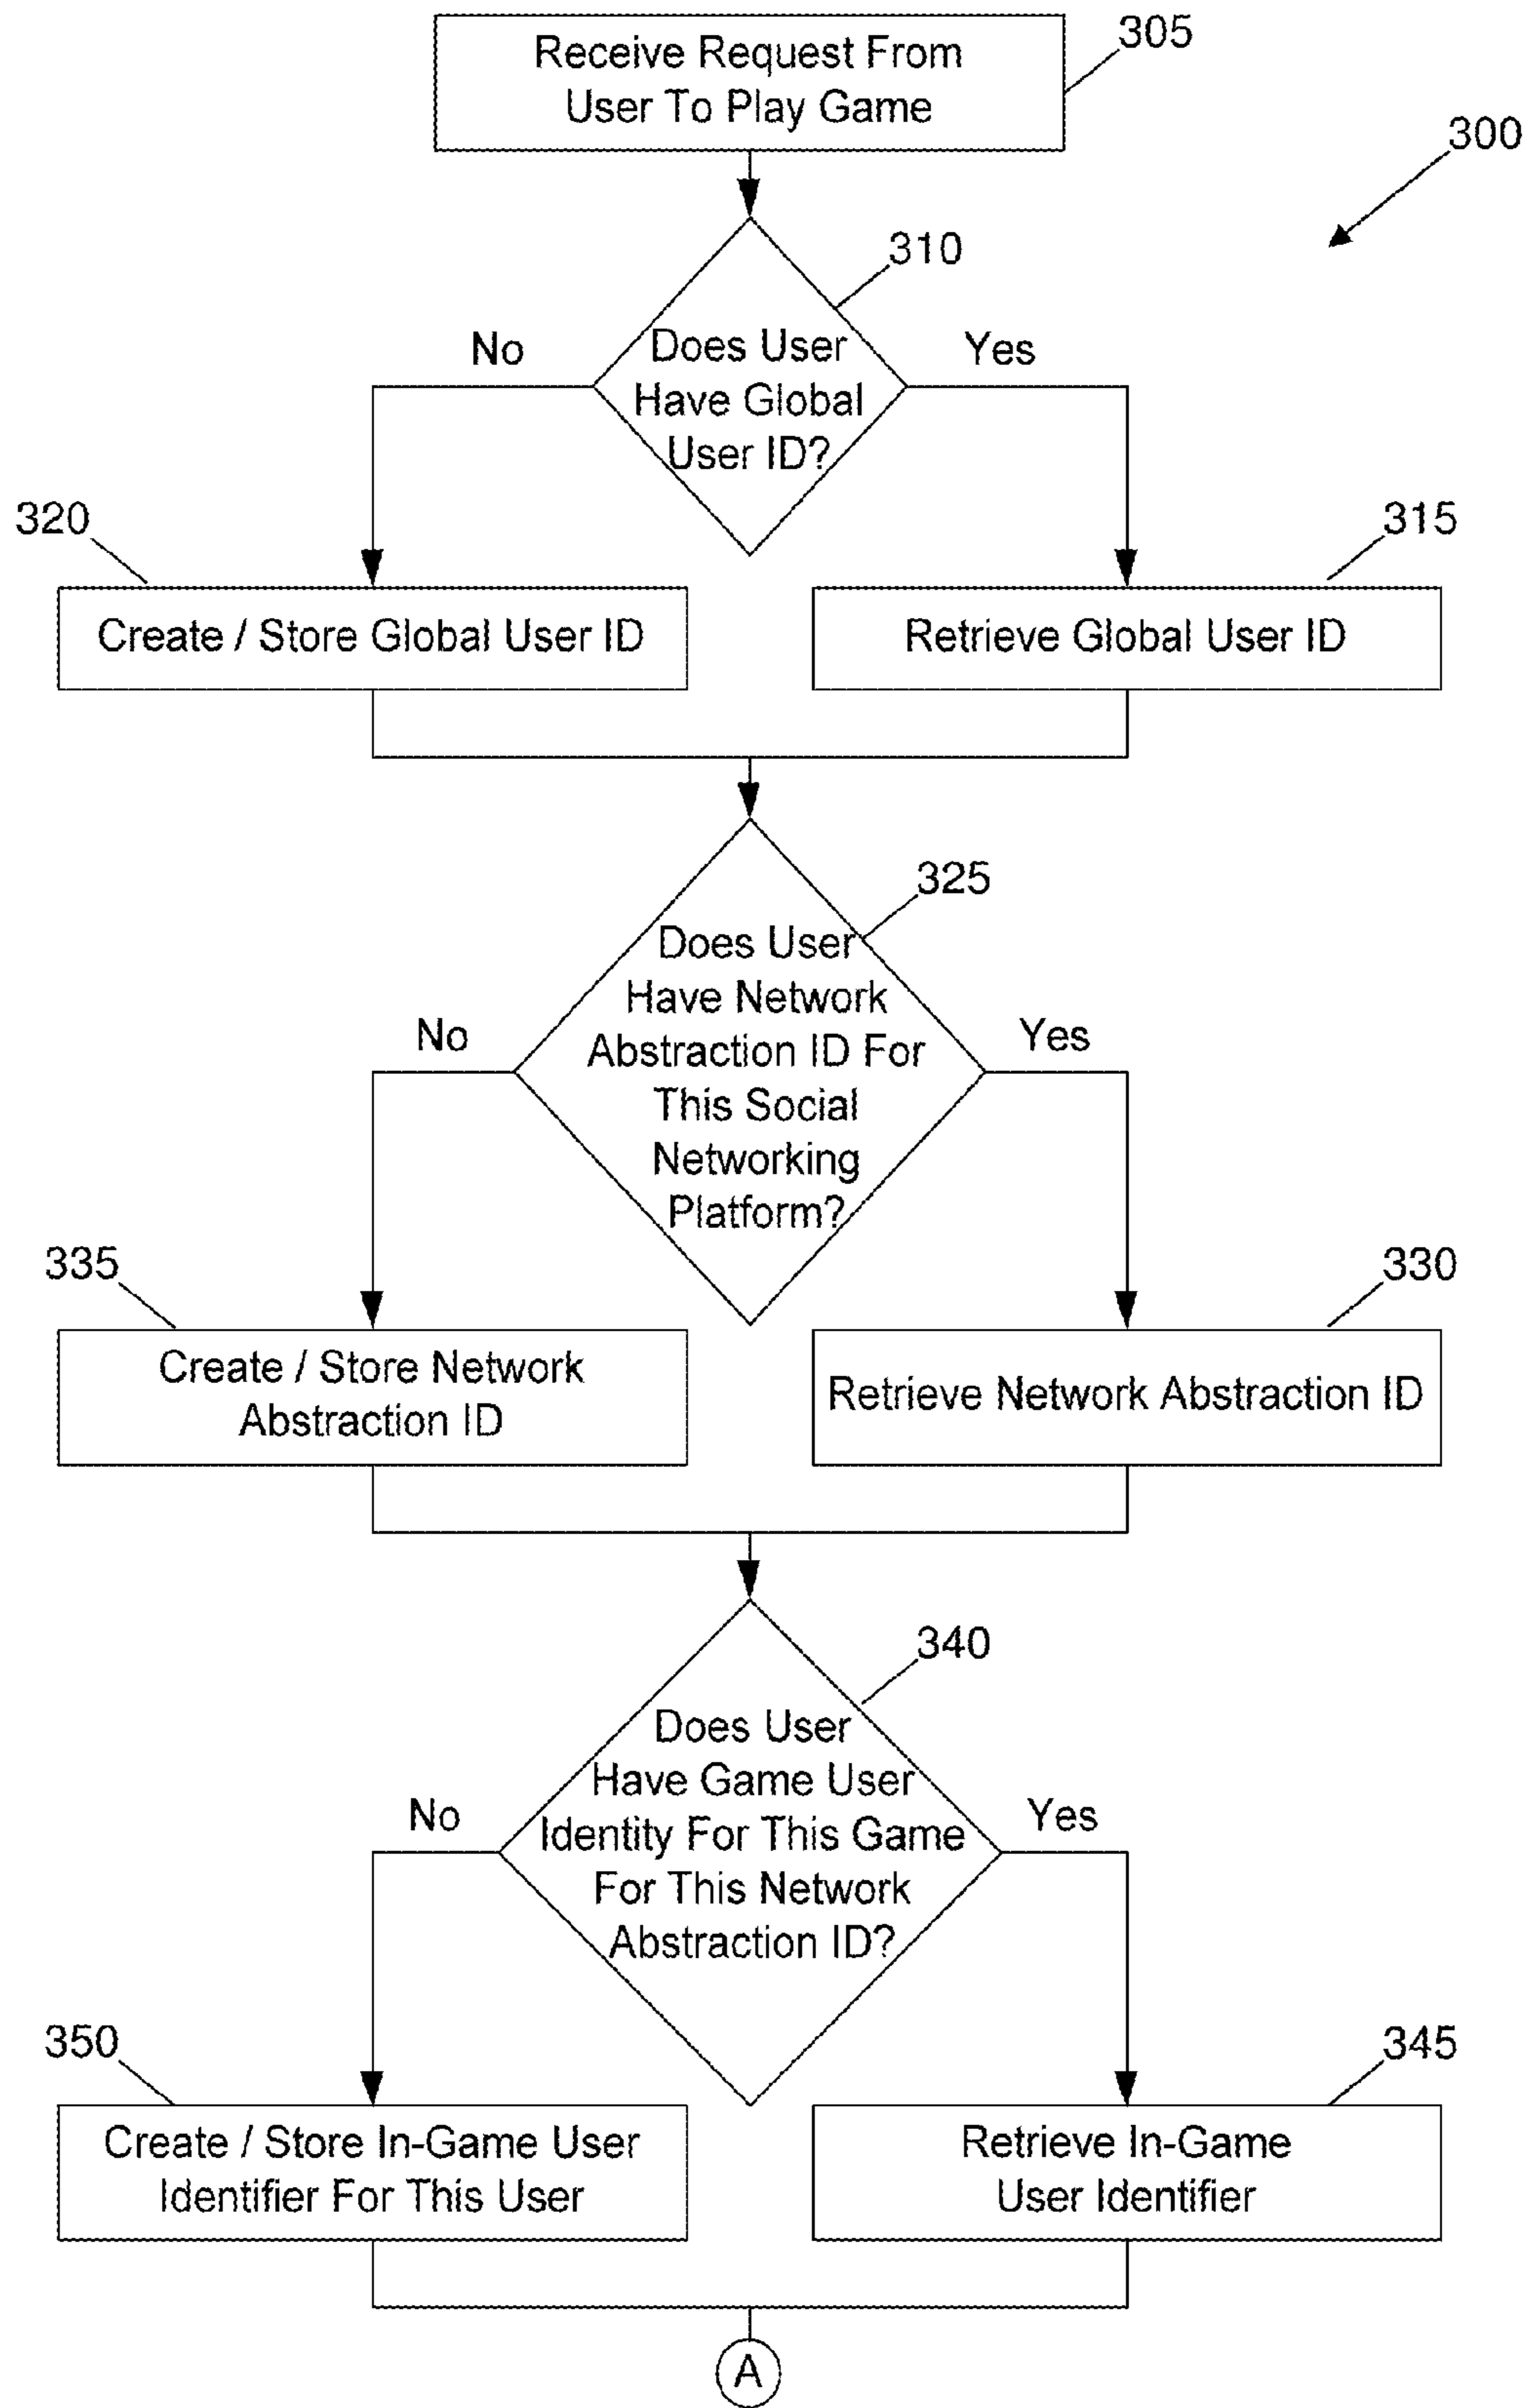 Receive Request From
User To Play Game
305
300
310
No
Yes
Does User
Have Global
User ID?
320
315
Create / Store Global User ID
Retrieve Global User ID
325
Does User
Have Network
Abstraction ID For
This Social
Networking
Platform?
No
Yes
335
330
Create / Store Network
Abstraction ID
Retrieve Network Abstraction ID
340
Does User
Have Game User
Identity For This Game
For This Network
Abstraction ID?
No
Yes
350
345
Create / Store In-Game User
Identifier For This User
Retrieve In-Game
User Identifier
A